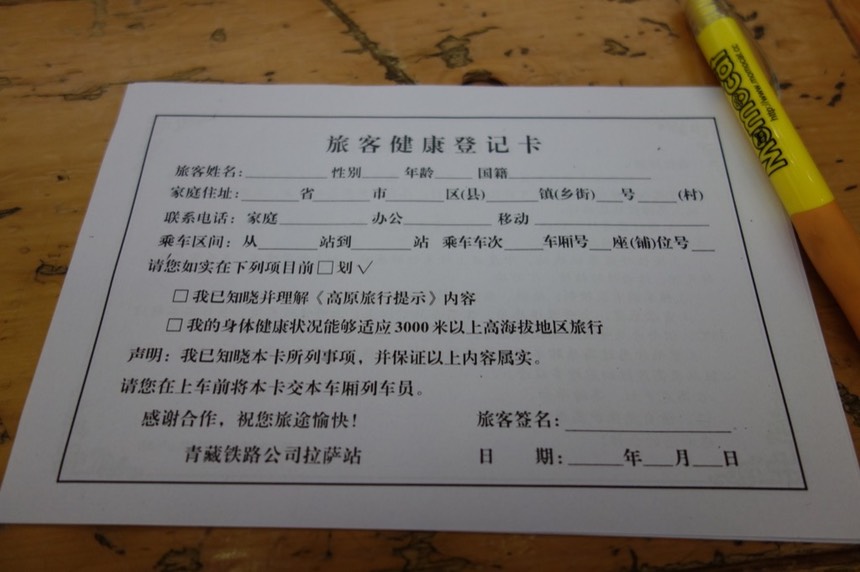 旅客健康登记卡
旅客姓名:__________ 性别____ 年龄____ 国籍__________________
家庭住址:_______省_______市_______区(县)______镇(乡街)___号_____(村)
联系电话: 家庭___________ 办公___________ 移动 _____________________
乘车区间: 从_______站到_______站 乘车车次_____车厢号___座(铺)位号___
请您如实在下列项目前□划√
□我已知晓并理解《高原旅行提示》内容
□我的身体健康状况能够适应3000米以上高海拔地区旅行
声明: 我已知晓本卡所列事项, 并保证以上内容属实。
请您在上车前将本卡交本车厢列车员。
感谢合作, 祝您旅途愉快!
旅客签名:____________________
青藏铁路公司拉萨站
日 期:______年___月___日
Momocat